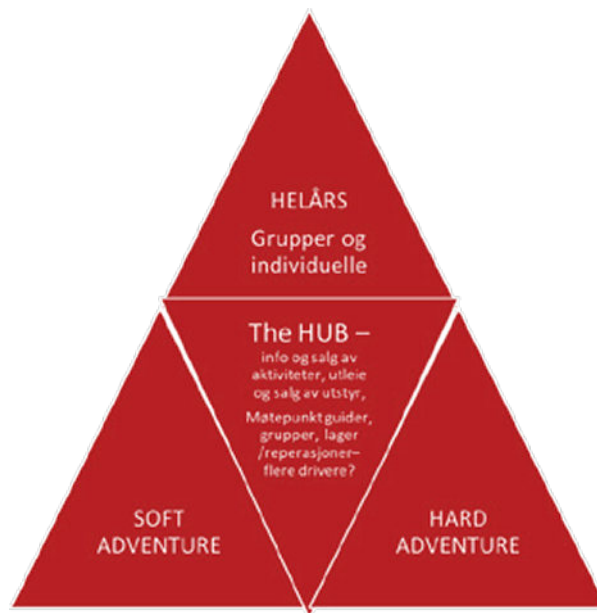 HELÅRS
Grupper og
individuelle
The HUB –
info og salg av
aktiviteter, utleie
og salg av utstyr,
Møtepunkt guider,
grupper, lager
/reperasjoner–
flere drivere?
SOFT
ADVENTURE
HARD
ADVENTURE